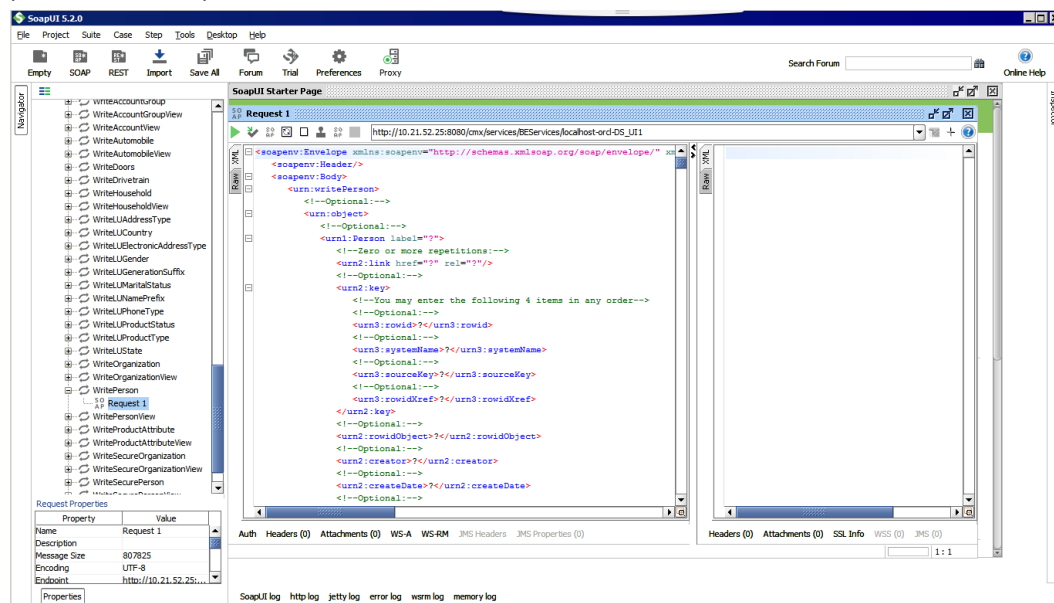 SoapUI 5.2.0
File Project Suite Case Step Tools Desktop Help
Empty SOAP REST Import Save All Forum Trial Preferences Proxy Search Forum Online Help
Navigator
WriteAccountGroup
WriteAccountGroupView
WriteAccountView
WriteAutomobile
WriteAutomobileView
WriteDoors
WriteDrivetrain
WriteHousehold
WriteHouseholdView
WriteLUAddressType
WriteLUCountry
WriteLUElectronicAddressType
WriteLUGender
WriteLUGenerationSuffix
WriteLUMaritalStatus
WriteLUNamePrefix
WriteLUPhoneType
WriteLUProductStatus
WriteLUProductType
WriteLUState
WriteOrganization
WriteOrganizationView
WritePerson
Request 1
WritePersonView
WriteProductAttribute
WriteProductAttributeView
WriteSecureOrganization
WriteSecureOrganizationView
WriteSecurePerson
WriteSecurePersonView
Request Properties
Property Value
Name Request 1
Description
Message Size 807825
Encoding UTF-8
Endpoint http://10.21.52.25:...
Properties
SoapUI Starter Page
Request 1
http://10.21.52.25:8080/cmx/services/BEServices/localhost-orcl-DS_UI1
XML
Raw
<soapenv:Envelope xmlns:soapenv="http://schemas.xmlsoap.org/soap/envelope/" xm
<soapenv:Header/>
<soapenv:Body>
<urn:writePerson>
<!--Optional:-->
<urn:object>
<!--Optional:-->
<urn1:Person label="?">
<!--Zero or more repetitions:-->
<urn2:link href="?" rel="?"/>
<!--Optional:-->
<urn2:key>
<!--You may enter the following 4 items in any order-->
<!--Optional:-->
<urn3:rowid>?</urn3:rowid>
<!--Optional:-->
<urn3:systemName>?</urn3:systemName>
<!--Optional:-->
<urn3:sourceKey>?</urn3:sourceKey>
<!--Optional:-->
<urn3:rowidXref>?</urn3:rowidXref>
</urn2:key>
<!--Optional:-->
<urn2:rowidObject>?</urn2:rowidObject>
<!--Optional:-->
<urn2:creator>?</urn2:creator>
<!--Optional:-->
<urn2:createDate>?</urn2:createDate>
<!--Optional:-->
Auth Headers (0) Attachments (0) WS-A WS-RM JMS Headers JMS Properties (0)
XML
Raw
Headers (0) Attachments (0) SSL Info WSS (0) JMS (0)
1 : 1
SoapUI log http log jetty log error log wsrm log memory log